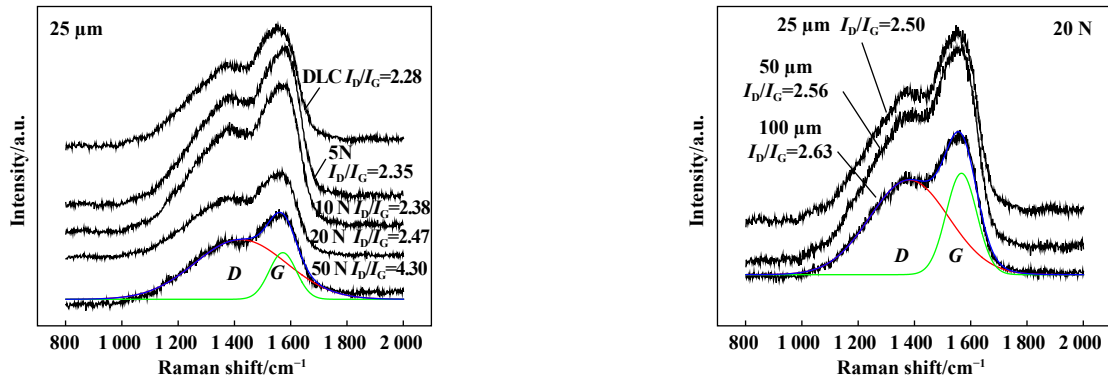 25 μm
DLC I_D/I_G=2.28
5N
I_D/I_G=2.35
10 N I_D/I_G=2.38
20 N I_D/I_G=2.47
50 N I_D/I_G=4.30
D G
Intensity/a.u.
800 1 000 1 200 1 400 1 600 1 800 2 000
Raman shift/cm⁻¹
20 N
25 μm I_D/I_G=2.50
50 μm
I_D/I_G=2.56
100 μm
I_D/I_G=2.63
D G
Intensity/a.u.
800 1 000 1 200 1 400 1 600 1 800 2 000
Raman shift/cm⁻¹